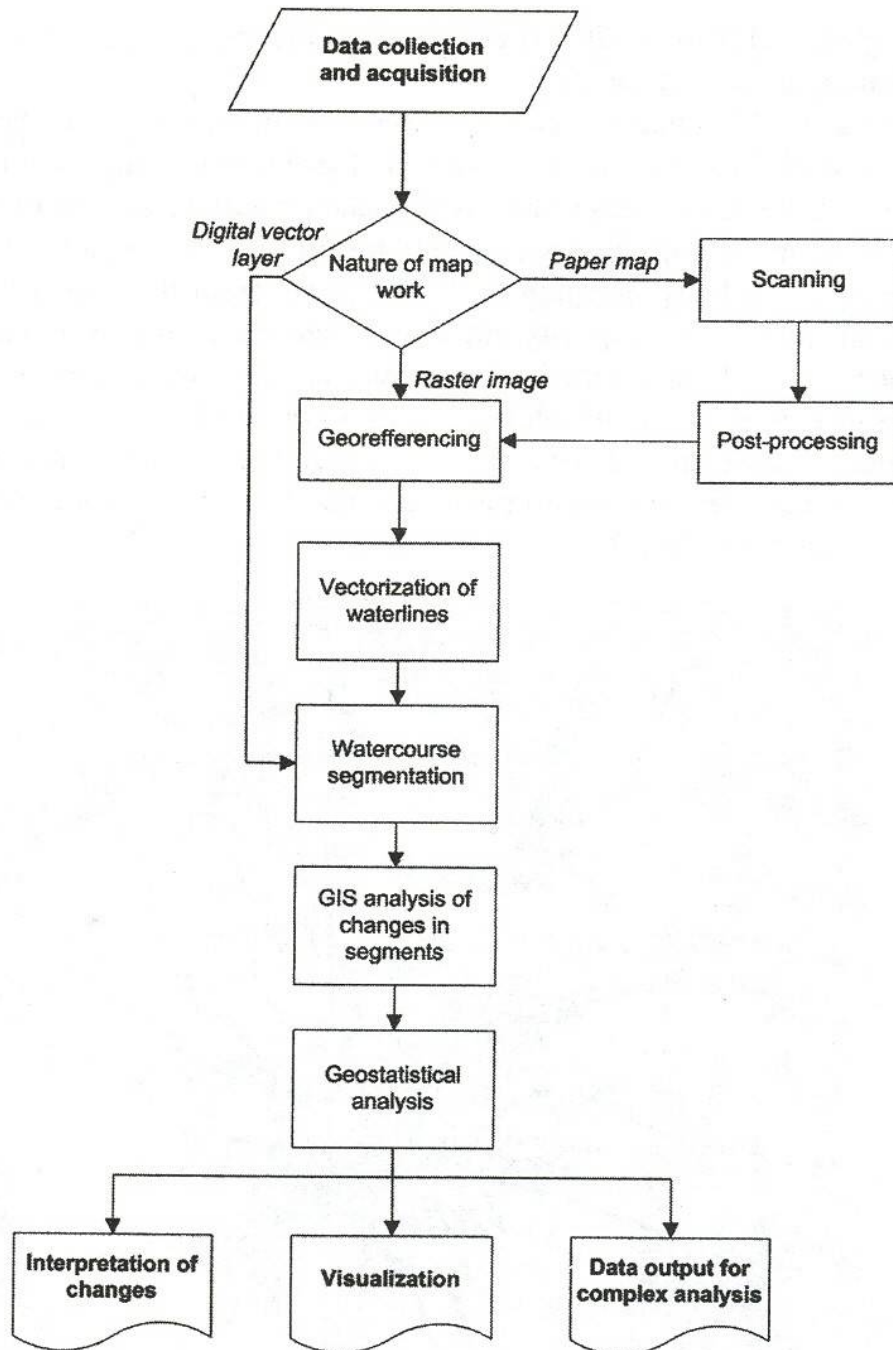 Data collection
and acquisition
Digital vector
layer
Nature of map
work
Paper map
Scanning
Raster image
Georefferencing
Post-processing
Vectorization of
waterlines
Watercourse
segmentation
GIS analysis of
changes in
segments
Geostatistical
analysis
Interpretation of
changes
Visualization
Data output for
complex analysis